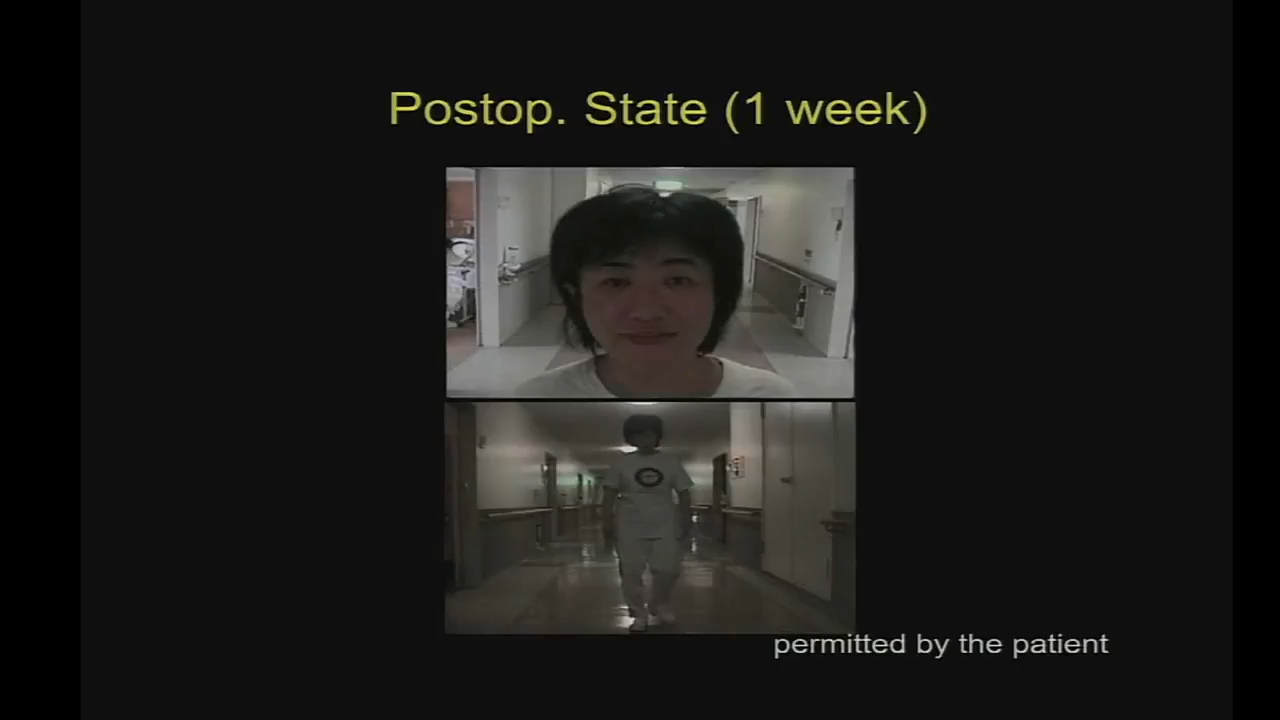 Postop. State (1 week)
permitted by the patient